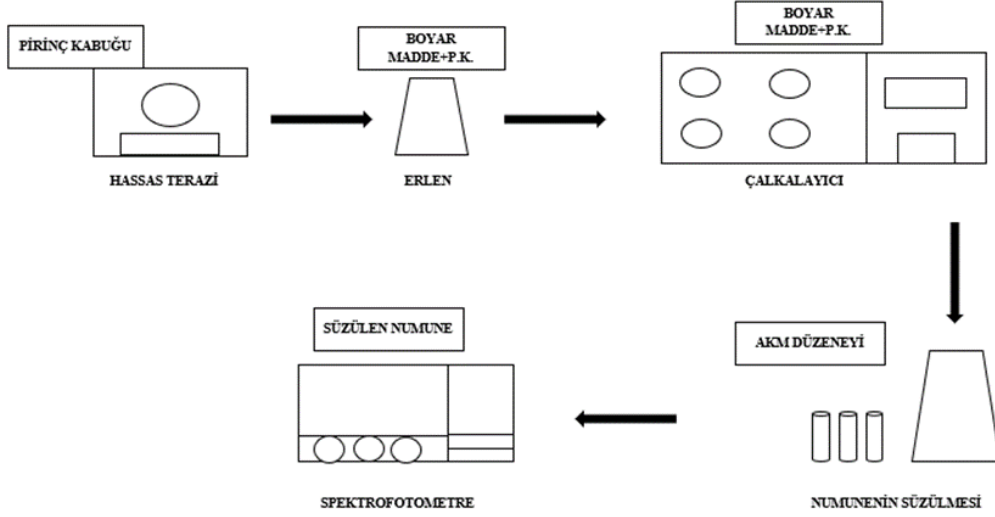 PİRİNÇ KABUĞU
HASSAS TERAZİ
BOYAR
MADDE+P.K.
ERLEN
BOYAR
MADDE+P.K.
ÇALKALAYICI
AKM DÜZENEYİ
NUMUNENİN SÜZÜLMESİ
SÜZÜLEN NUMUNE
SPEKTROFOTOMETRE